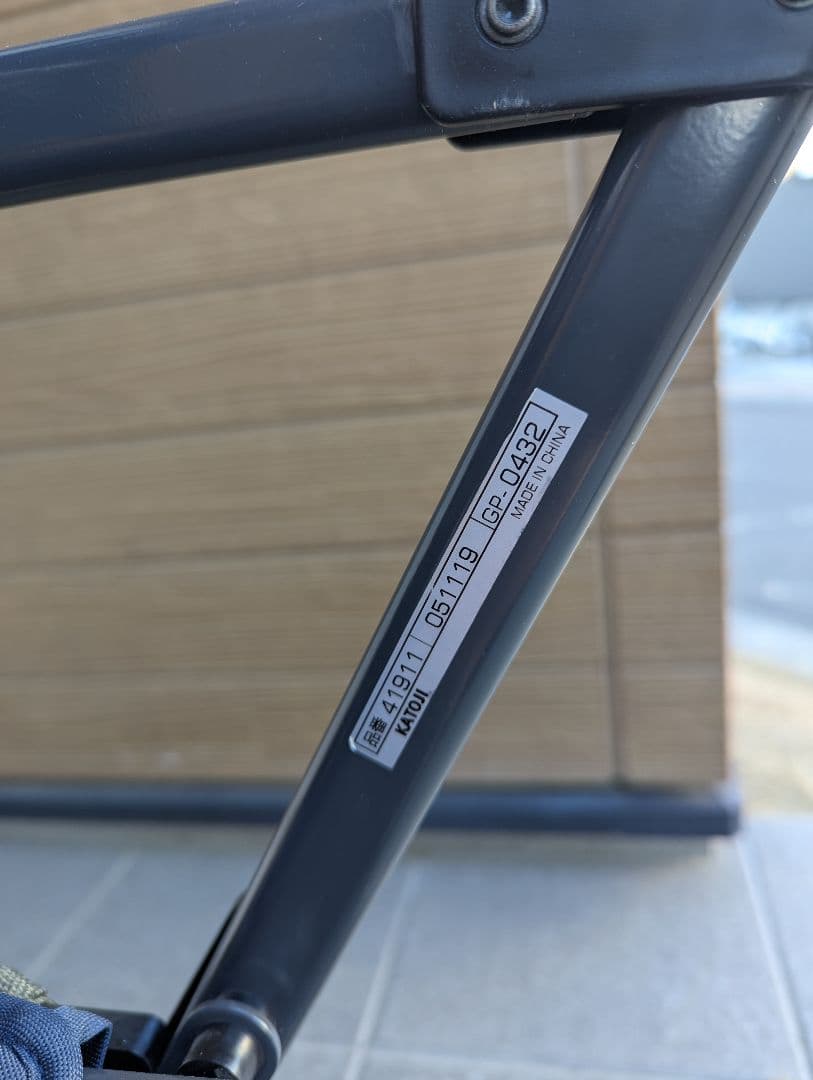 品番 41911 051119 GP-0432
KATOJI MADE IN CHINA